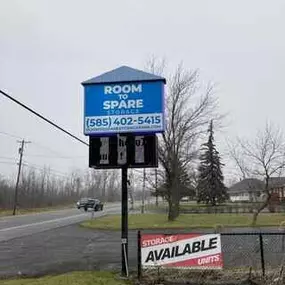 ROOM
TO
SPARE
STORAGE
(585) 402-5415
STORAGE
AVAILABLE
UNITS